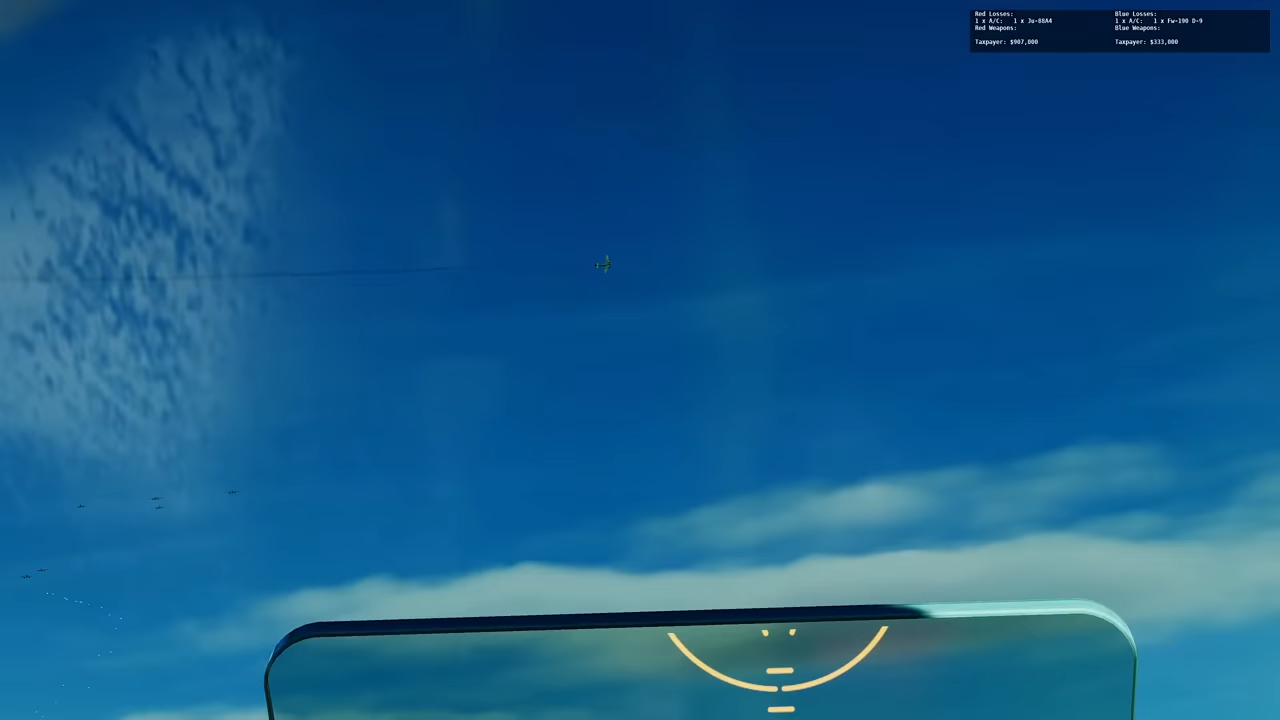 Red Losses:
1 x A/C:   1 x Ju-88A4
Red Weapons:
Taxpayer: $907,000
Blue Losses:
1 x A/C:   1 x Fw-190 D-9
Blue Weapons:
Taxpayer: $333,000